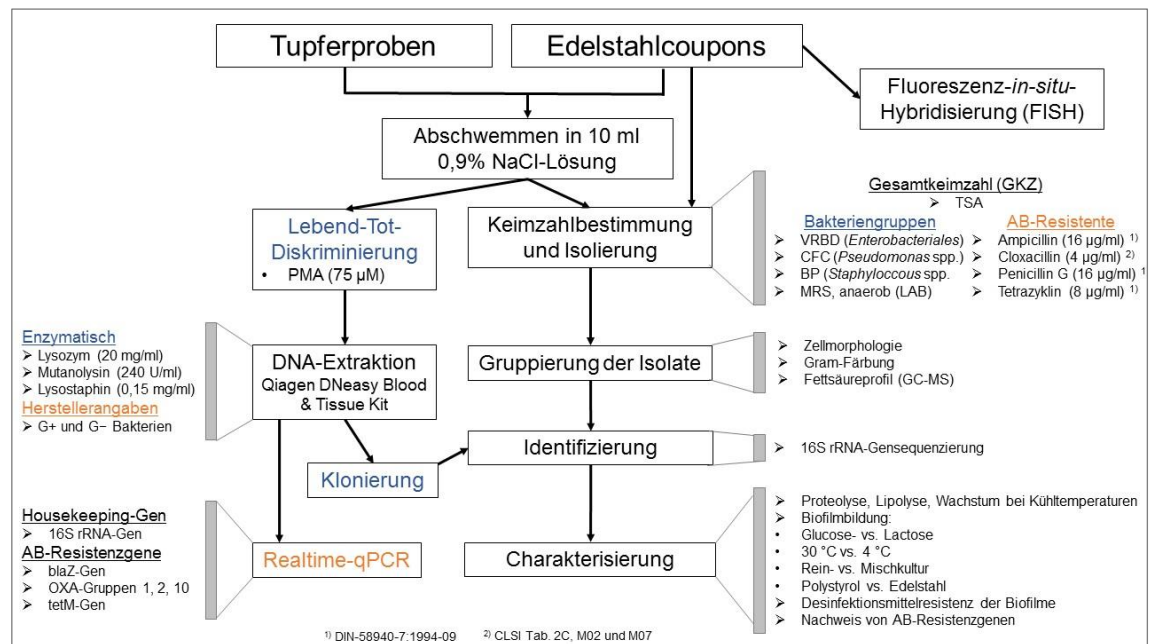 Tupferproben
Edelstahlcoupons
Fluoreszenz-in-situ-
Hybridisierung (FISH)
Abschwemmen in 10 ml
0,9% NaCl-Lösung
Lebend-Tot-
Diskriminierung
• PMA (75 µM)
Keimzahlbestimmung
und Isolierung
Gesamtkeimzahl (GKZ)
➤ TSA
Bakteriengruppen
➤ VRBD (Enterobacteriales)
➤ CFC (Pseudomonas spp.)
➤ BP (Staphyloccous spp.
➤ MRS, anaerob (LAB)
AB-Resistente
➤ Ampicillin (16 µg/ml) 1)
➤ Cloxacillin (4 µg/ml) 2)
➤ Penicillin G (16 µg/ml) 1
➤ Tetrazyklin (8 µg/ml) 1)
Enzymatisch
➤ Lysozym (20 mg/ml)
➤ Mutanolysin (240 U/ml)
➤ Lysostaphin (0,15 mg/ml)
Herstellerangaben
➤ G+ und G− Bakterien
DNA-Extraktion
Qiagen DNeasy Blood
& Tissue Kit
Gruppierung der Isolate
➤ Zellmorphologie
➤ Gram-Färbung
➤ Fettsäureprofil (GC-MS)
Klonierung
Identifizierung
➤ 16S rRNA-Gensequenzierung
Housekeeping-Gen
➤ 16S rRNA-Gen
AB-Resistenzgene
➤ blaZ-Gen
➤ OXA-Gruppen 1, 2, 10
➤ tetM-Gen
Realtime-qPCR
Charakterisierung
➤ Proteolyse, Lipolyse, Wachstum bei Kühltemperaturen
➤ Biofilmbildung:
• Glucose- vs. Lactose
• 30 °C vs. 4 °C
• Rein- vs. Mischkultur
• Polystyrol vs. Edelstahl
➤ Desinfektionsmittelresistenz der Biofilme
➤ Nachweis von AB-Resistenzgenen
1) DIN-58940-7:1994-09 2) CLSI Tab. 2C, M02 und M07